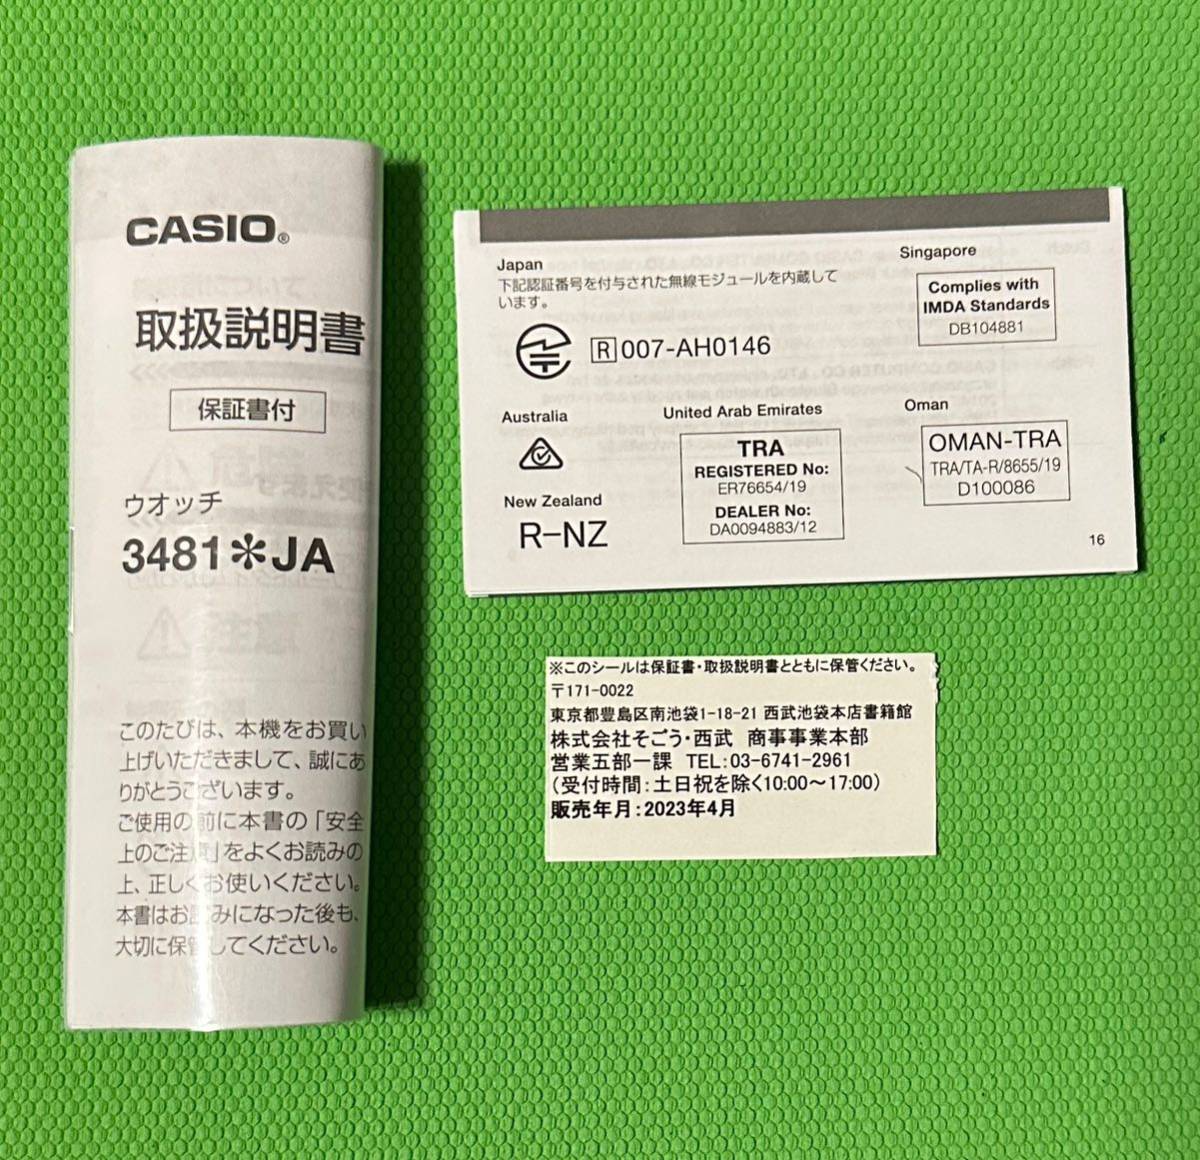 CASIO®
取扱説明書
保証書付
ウオッチ
3481✻JA
このたびは、本機をお買い
上げいただきまして、誠にあ
りがとうございます。
ご使用の前に本書の「安全
上のご注意」をよくお読みの
上、正しくお使いください。
本書はお読みになった後も、
大切に保管してください。
Japan
下記認証番号を付与された無線モジュールを内蔵して
います。
R 007-AH0146
Singapore
Complies with
IMDA Standards
DB104881
Australia
New Zealand
R-NZ
United Arab Emirates
TRA
REGISTERED No:
ER76654/19
DEALER No:
DA0094883/12
Oman
OMAN-TRA
TRA/TA-R/8655/19
D100086
16
※このシールは保証書・取扱説明書とともに保管ください。
〒171-0022
東京都豊島区南池袋1-18-21 西武池袋本店書籍館
株式会社そごう・西武 商事事業本部
営業五部一課 TEL:03-6741-2961
(受付時間:土日祝を除く10:00～17:00)
販売年月:2023年4月